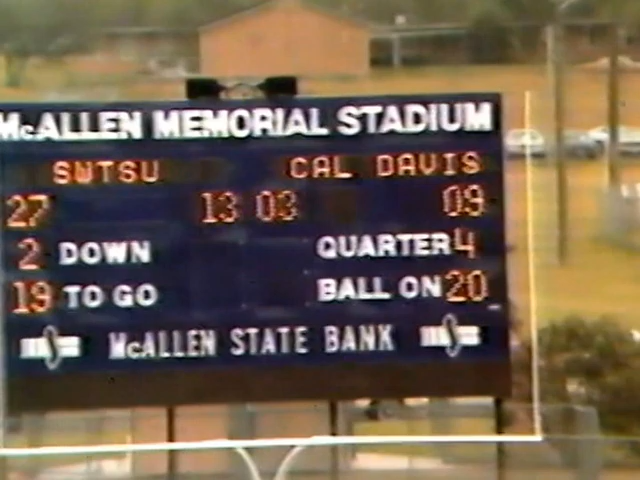 McALLEN MEMORIAL STADIUM
SWTSU CAL DAVIS
27 13 03 09
2 DOWN QUARTER 4
19 TO GO BALL ON 20
McALLEN STATE BANK